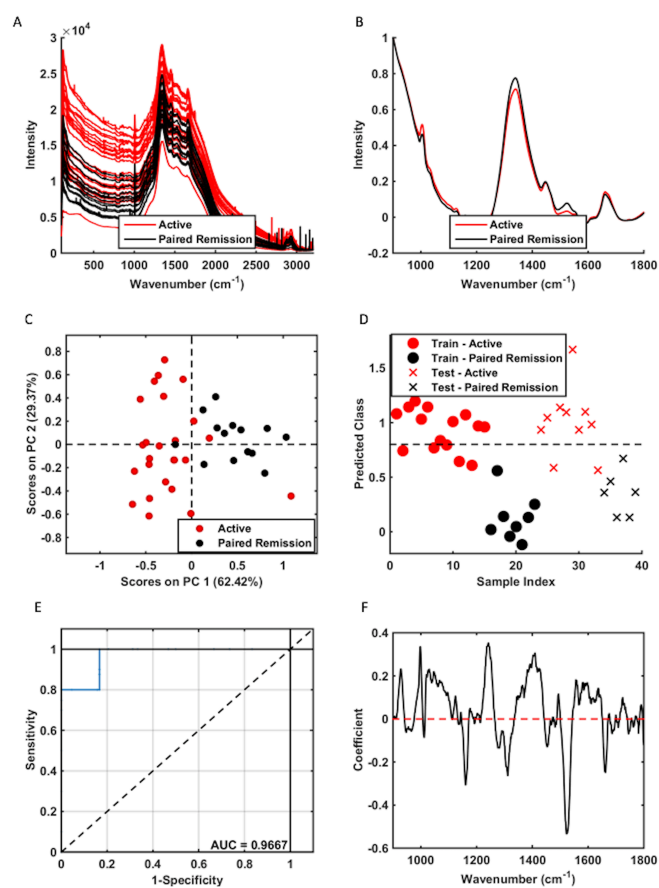 A
×10⁴
3
2.5
2
1.5
1
0.5
0
Intensity
500 1000 1500 2000 2500 3000
Wavenumber (cm⁻¹)
Active
Paired Remission
B
1
0.8
0.6
0.4
0.2
0
-0.2
Intensity
1000 1200 1400 1600 1800
Wavenumber (cm⁻¹)
Active
Paired Remission
C
0.8
0.6
0.4
0.2
0
-0.2
-0.4
-0.6
-0.8
Scores on PC 2 (29.37%)
-1 -0.5 0 0.5 1
Scores on PC 1 (62.42%)
Active
Paired Remission
D
1.5
1
0.5
0
Predicted Class
0 10 20 30 40
Sample Index
Train - Active
Train - Paired Remission
Test - Active
Test - Paired Remission
E
1
0.8
0.6
0.4
0.2
0
Sensitivity
0 0.2 0.4 0.6 0.8 1
1-Specificity
AUC = 0.9667
F
0.4
0.2
0
-0.2
-0.4
-0.6
Coefficient
1000 1200 1400 1600 1800
Wavenumber (cm⁻¹)